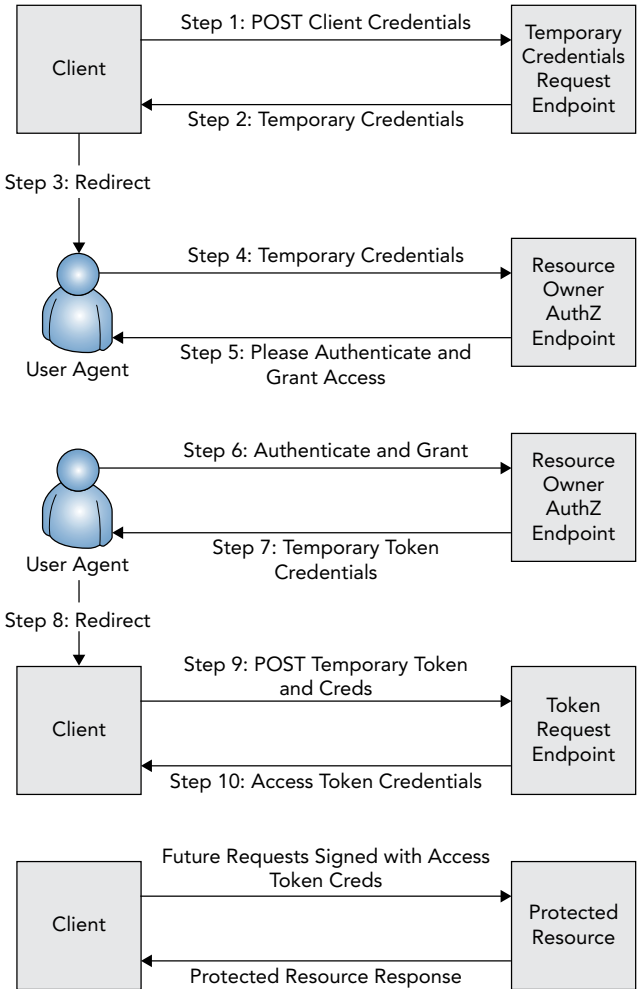 Step 1: POST Client Credentials
Client
Temporary
Credentials
Request
Endpoint
Step 2: Temporary Credentials
Step 3: Redirect
Step 4: Temporary Credentials
User Agent
Resource
Owner
AuthZ
Endpoint
Step 5: Please Authenticate and
Grant Access
Step 6: Authenticate and Grant
User Agent
Resource
Owner
AuthZ
Endpoint
Step 7: Temporary Token
Credentials
Step 8: Redirect
Step 9: POST Temporary Token
and Creds
Client
Token
Request
Endpoint
Step 10: Access Token Credentials
Future Requests Signed with Access
Token Creds
Client
Protected
Resource
Protected Resource Response